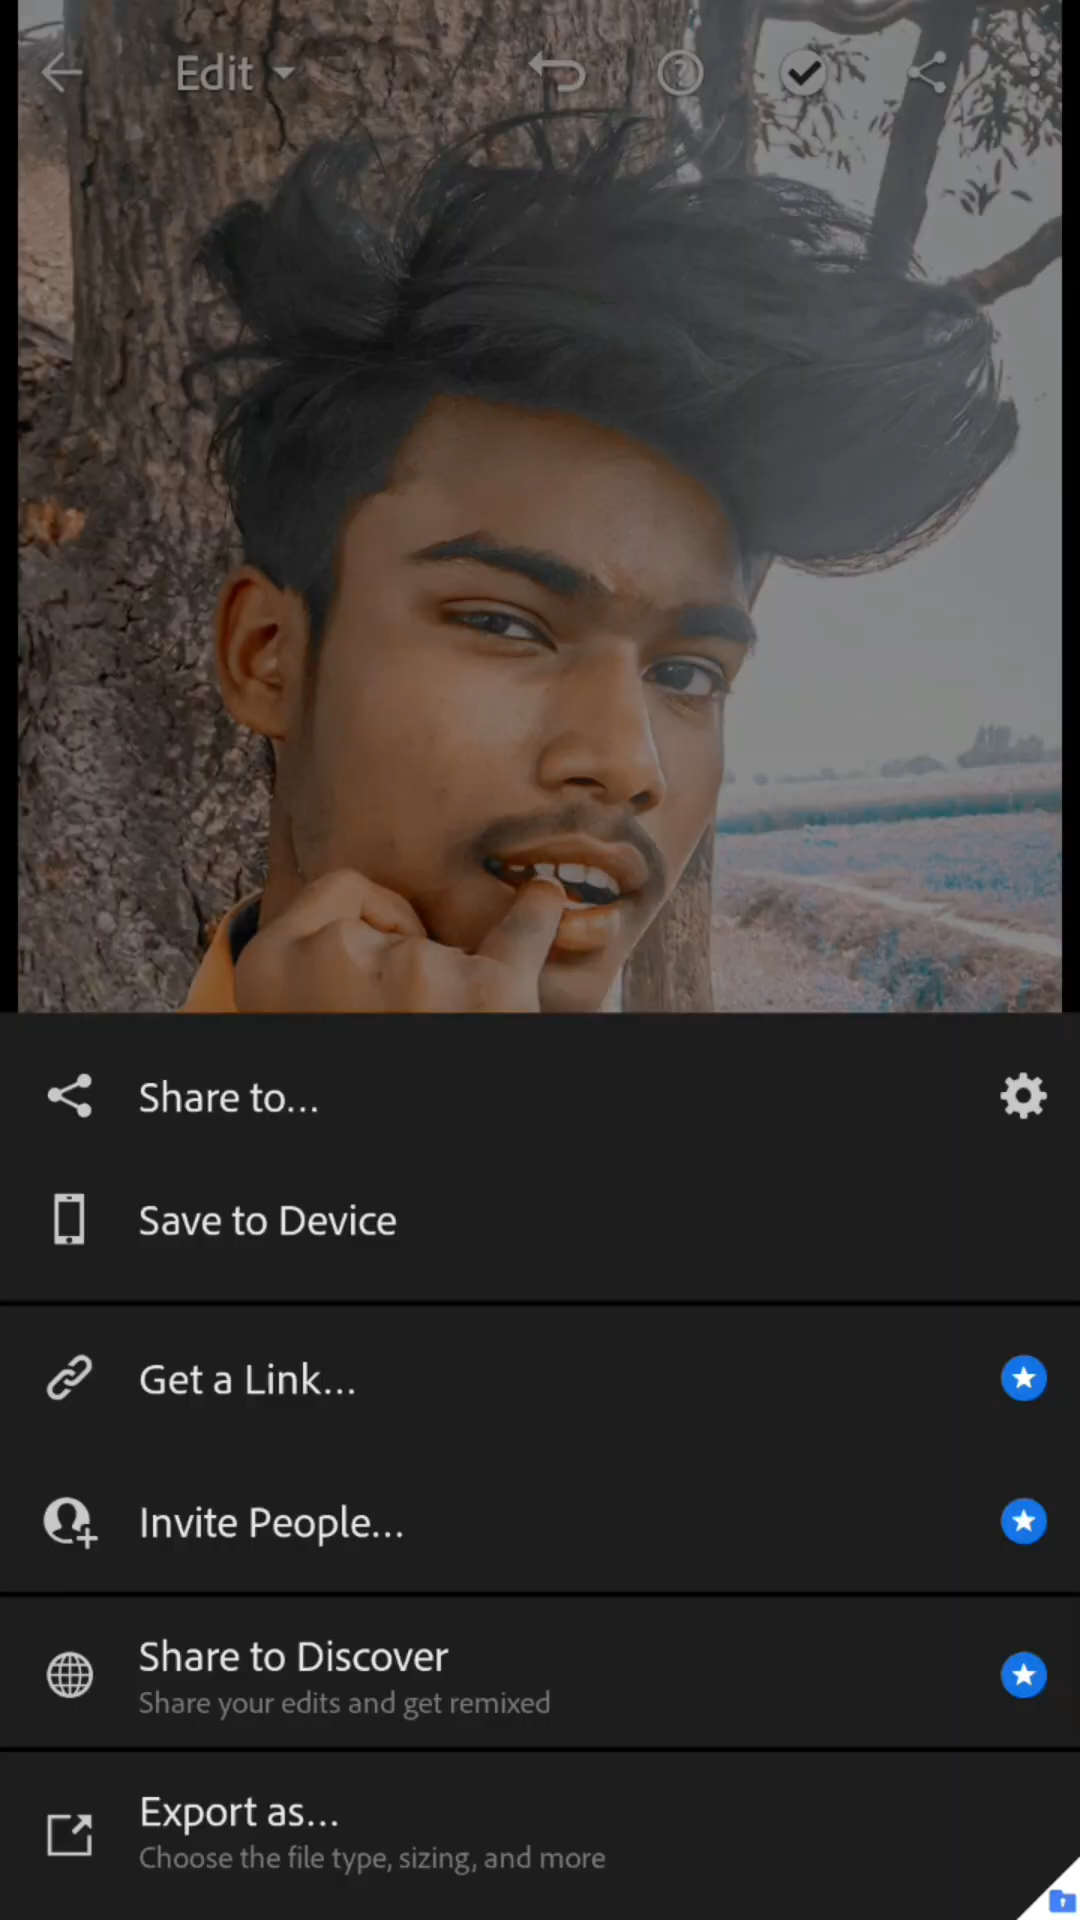 Edit
Share to...
Save to Device
Get a Link...
Invite People...
Share to Discover
Share your edits and get remixed
Export as...
Choose the file type, sizing, and more